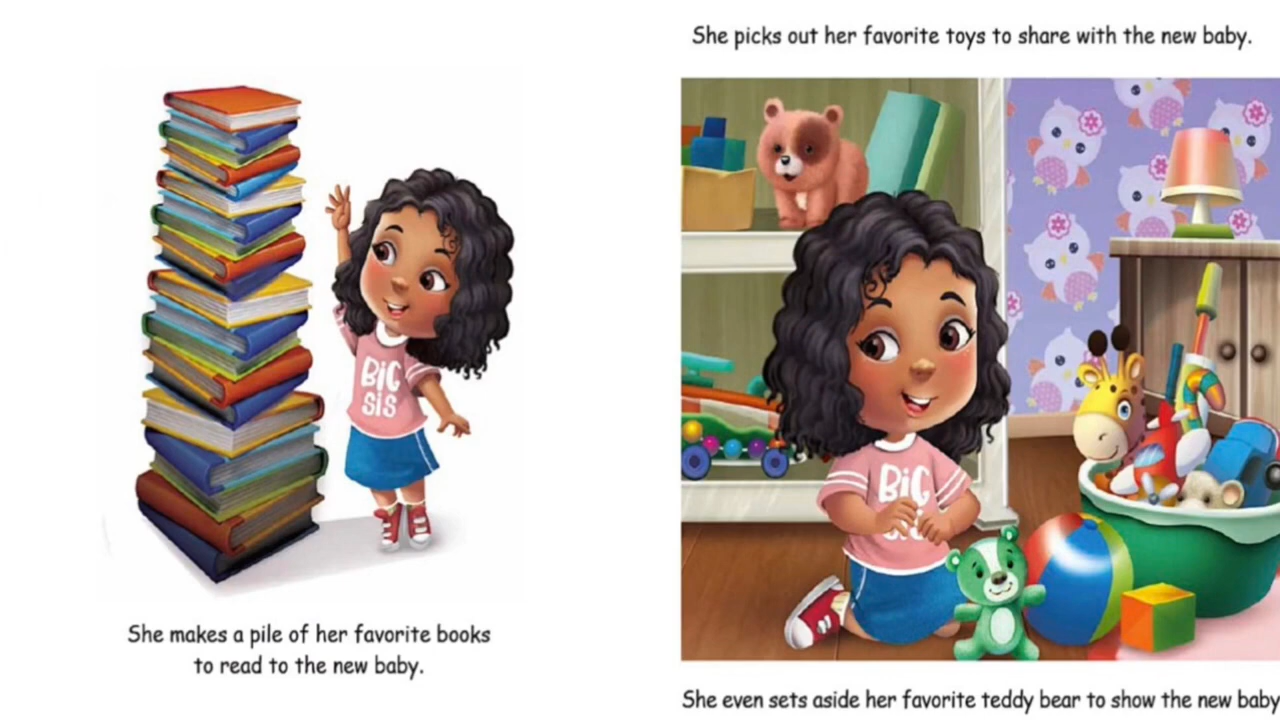 She makes a pile of her favorite books
to read to the new baby.
BIG
SIS
She picks out her favorite toys to share with the new baby.
BIG
SIS
She even sets aside her favorite teddy bear to show the new baby